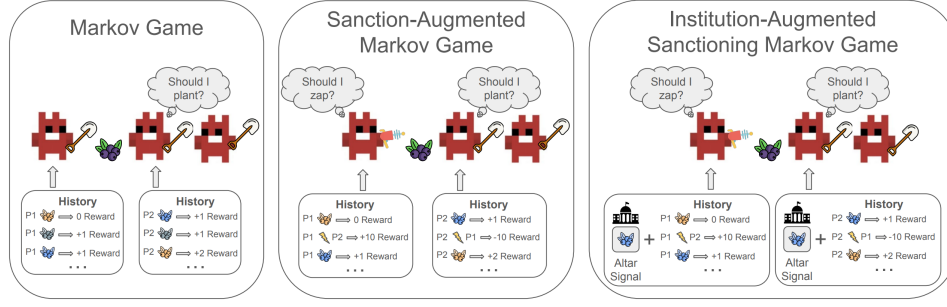 Markov Game
Should I
plant?
History
P1 ⟹ 0 Reward
P1 ⟹ +1 Reward
P1 ⟹ +1 Reward
...
History
P2 ⟹ +1 Reward
P2 ⟹ +1 Reward
P2 ⟹ +2 Reward
...
Sanction-Augmented
Markov Game
Should I
zap?
Should I
plant?
History
P1 ⟹ 0 Reward
P1 P2 ⟹ +10 Reward
P1 ⟹ +1 Reward
...
History
P2 ⟹ +1 Reward
P2 P1 ⟹ -10 Reward
P2 ⟹ +2 Reward
...
Institution-Augmented
Sanctioning Markov Game
Should I
zap?
Should I
plant?
Altar
Signal
+
History
P1 ⟹ 0 Reward
P1 P2 ⟹ +10 Reward
P1 ⟹ +1 Reward
...
Altar
Signal
+
History
P2 ⟹ +1 Reward
P2 P1 ⟹ -10 Reward
P2 ⟹ +2 Reward
...